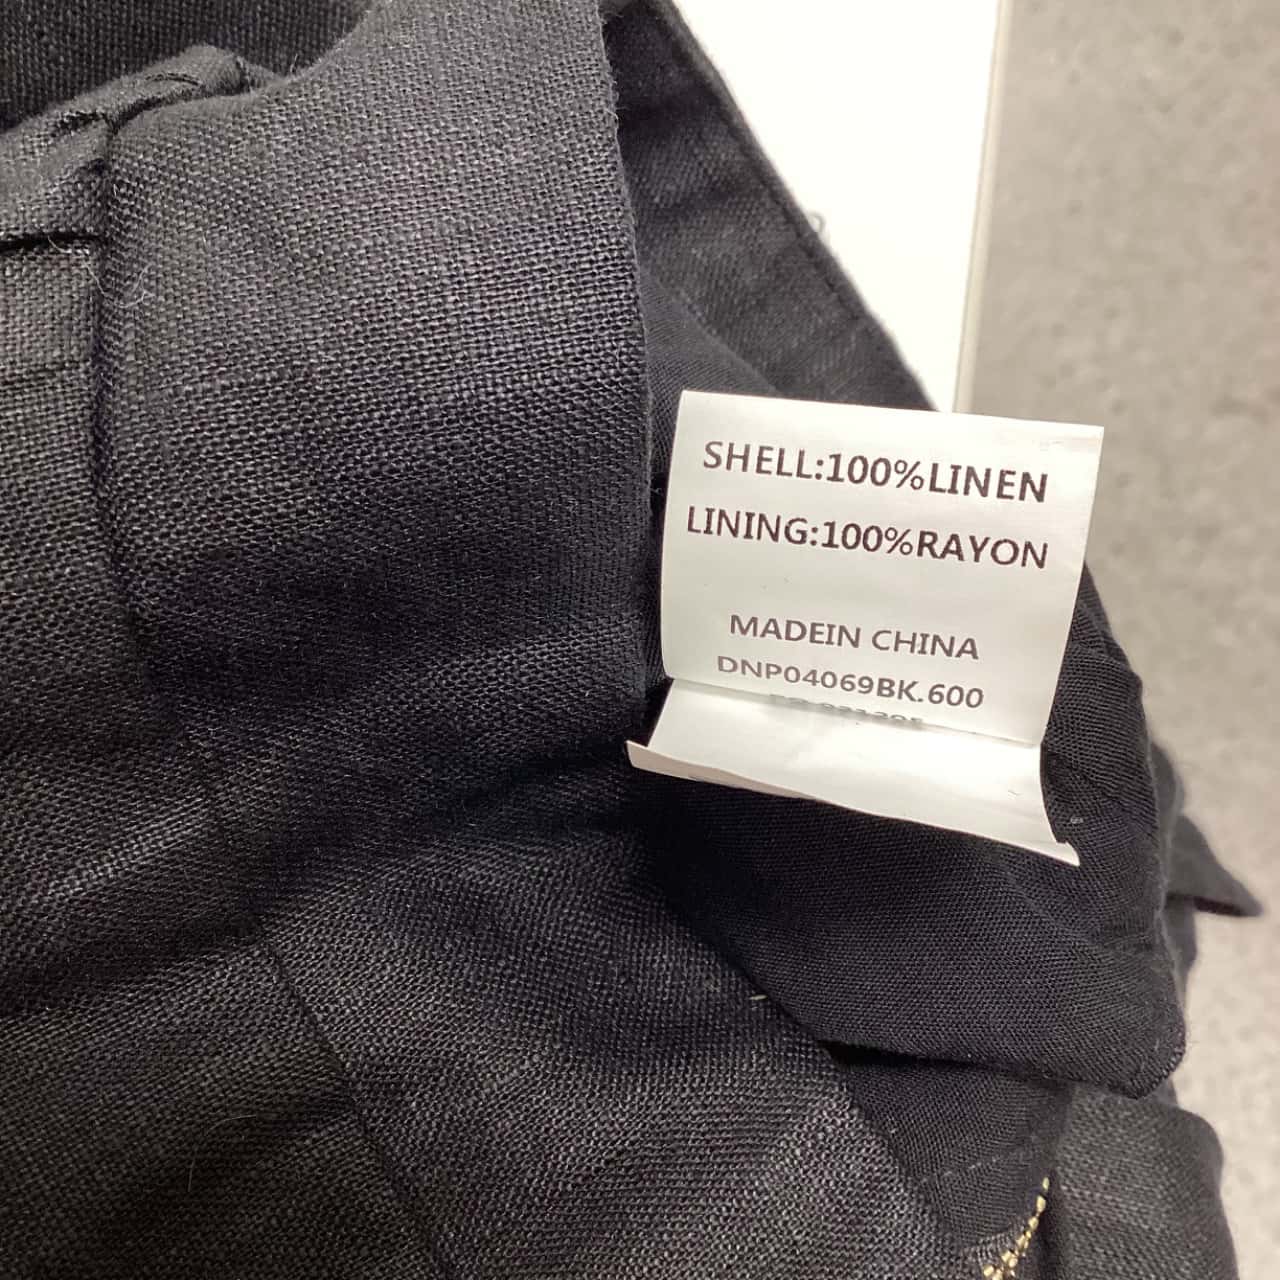 SHELL:100%LINEN
LINING:100%RAYON
MADEIN CHINA
DNP04069BK.600